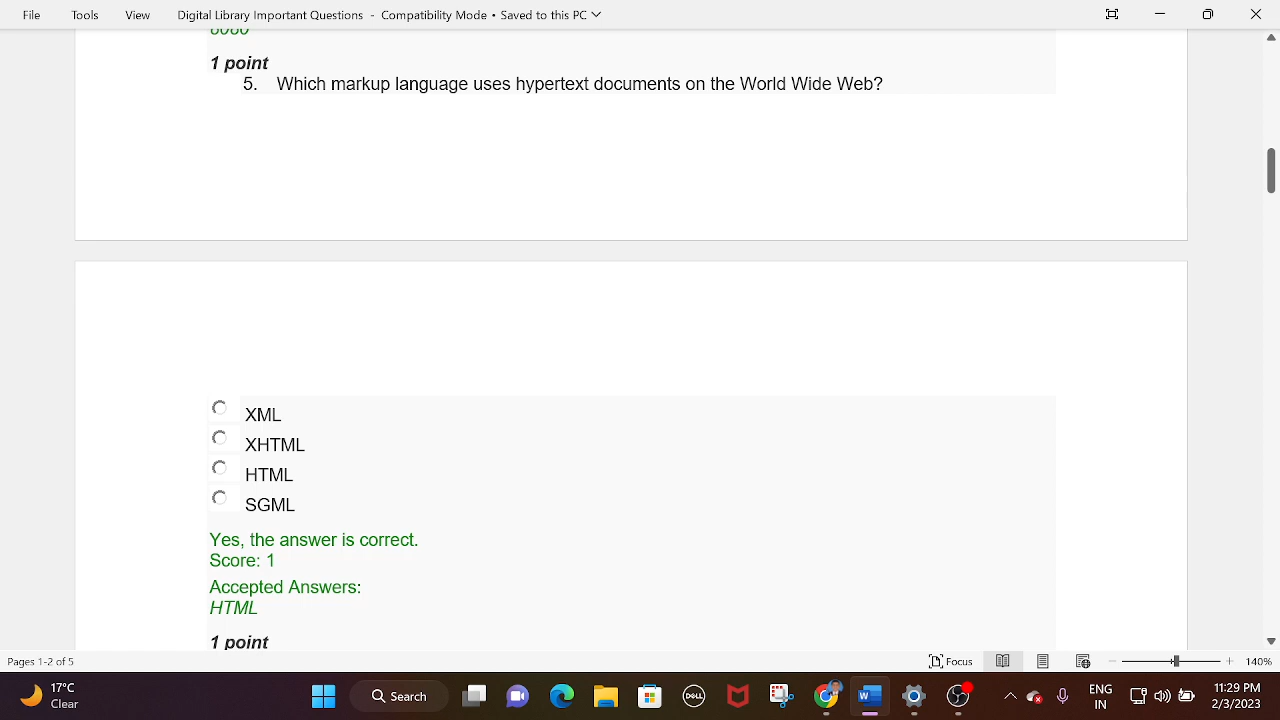 File Tools View Digital Library Important Questions - Compatibility Mode • Saved to this PC
8080
1 point
5. Which markup language uses hypertext documents on the World Wide Web?
XML
XHTML
HTML
SGML
Yes, the answer is correct.
Score: 1
Accepted Answers:
HTML
1 point
Pages 1-2 of 5 Focus 140%
17°C
Clear
Search
DELL
W
ENG
IN
11:29 PM
2/3/2023